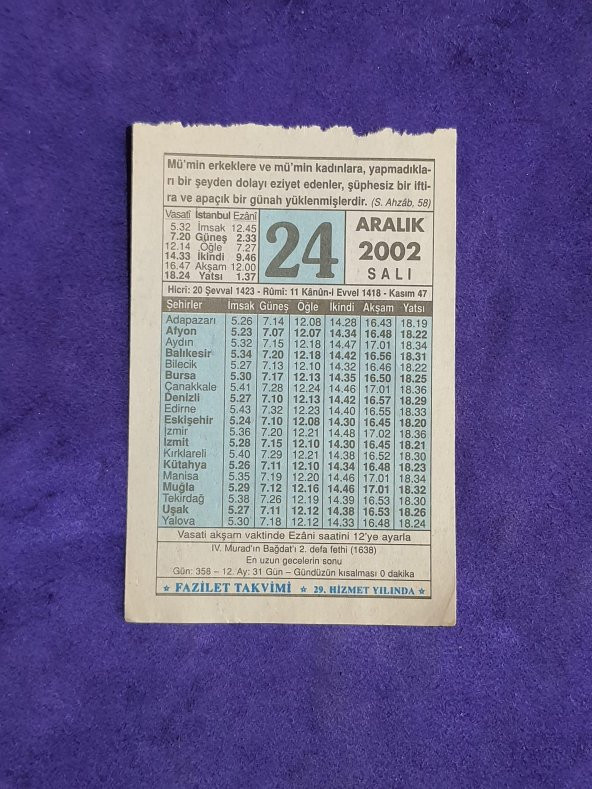 Mü'min erkeklere ve mü'min kadınlara, yapmadıkla-
rı bir şeyden dolayı eziyet edenler, şüphesiz bir ifti-
ra ve apaçık bir günah yüklenmişlerdir. (S. Ahzâb, 58)
Vasatî İstanbul Ezânî
5.32 İmsak 12.45
7.20 Güneş 2.33
12.14 Öğle 7.27
14.33 İkindi 9.46
16.47 Akşam 12.00
18.24 Yatsı 1.37
24
ARALIK
2002
SALI
Hicrî: 20 Şevval 1423 - Rûmî: 11 Kânûn-i Evvel 1418 - Kasım 47
Şehirler İmsak Güneş Öğle İkindi Akşam Yatsı
Adapazarı 5.26 7.14 12.08 14.28 16.43 18.19
Afyon 5.23 7.07 12.07 14.34 16.48 18.22
Aydın 5.32 7.15 12.18 14.47 17.01 18.34
Balıkesir 5.34 7.20 12.18 14.42 16.56 18.31
Bilecik 5.27 7.13 12.10 14.32 16.46 18.22
Bursa 5.30 7.17 12.13 14.35 16.50 18.25
Çanakkale 5.41 7.28 12.24 14.46 17.01 18.36
Denizli 5.27 7.10 12.13 14.42 16.57 18.29
Edirne 5.43 7.32 12.23 14.40 16.55 18.33
Eskişehir 5.24 7.10 12.08 14.30 16.45 18.20
İzmir 5.36 7.20 12.21 14.48 17.02 18.36
İzmit 5.28 7.15 12.10 14.30 16.45 18.21
Kırklareli 5.40 7.29 12.21 14.38 16.52 18.30
Kütahya 5.26 7.11 12.10 14.34 16.48 18.23
Manisa 5.35 7.19 12.20 14.46 17.01 18.34
Muğla 5.29 7.12 12.16 14.46 17.01 18.32
Tekirdağ 5.38 7.26 12.19 14.39 16.53 18.30
Uşak 5.27 7.11 12.12 14.38 16.53 18.26
Yalova 5.30 7.18 12.12 14.33 16.48 18.24
Vasati akşam vaktinde Ezâni saatini 12'ye ayarla
IV. Murad'ın Bağdat'ı 2. defa fethi (1638)
En uzun gecelerin sonu
Gün: 358 – 12. Ay: 31 Gün – Gündüzün kısalması 0 dakika
★ FAZİLET TAKVİMİ ★ 29. HİZMET YILINDA ★